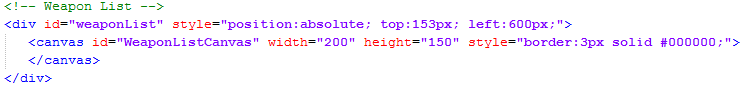 <!-- Weapon List -->
<div id="weaponList" style="position:absolute; top:153px; left:600px;">
<canvas id="WeaponListCanvas" width="200" height="150" style="border:3px solid #000000;">
</canvas>
</div>